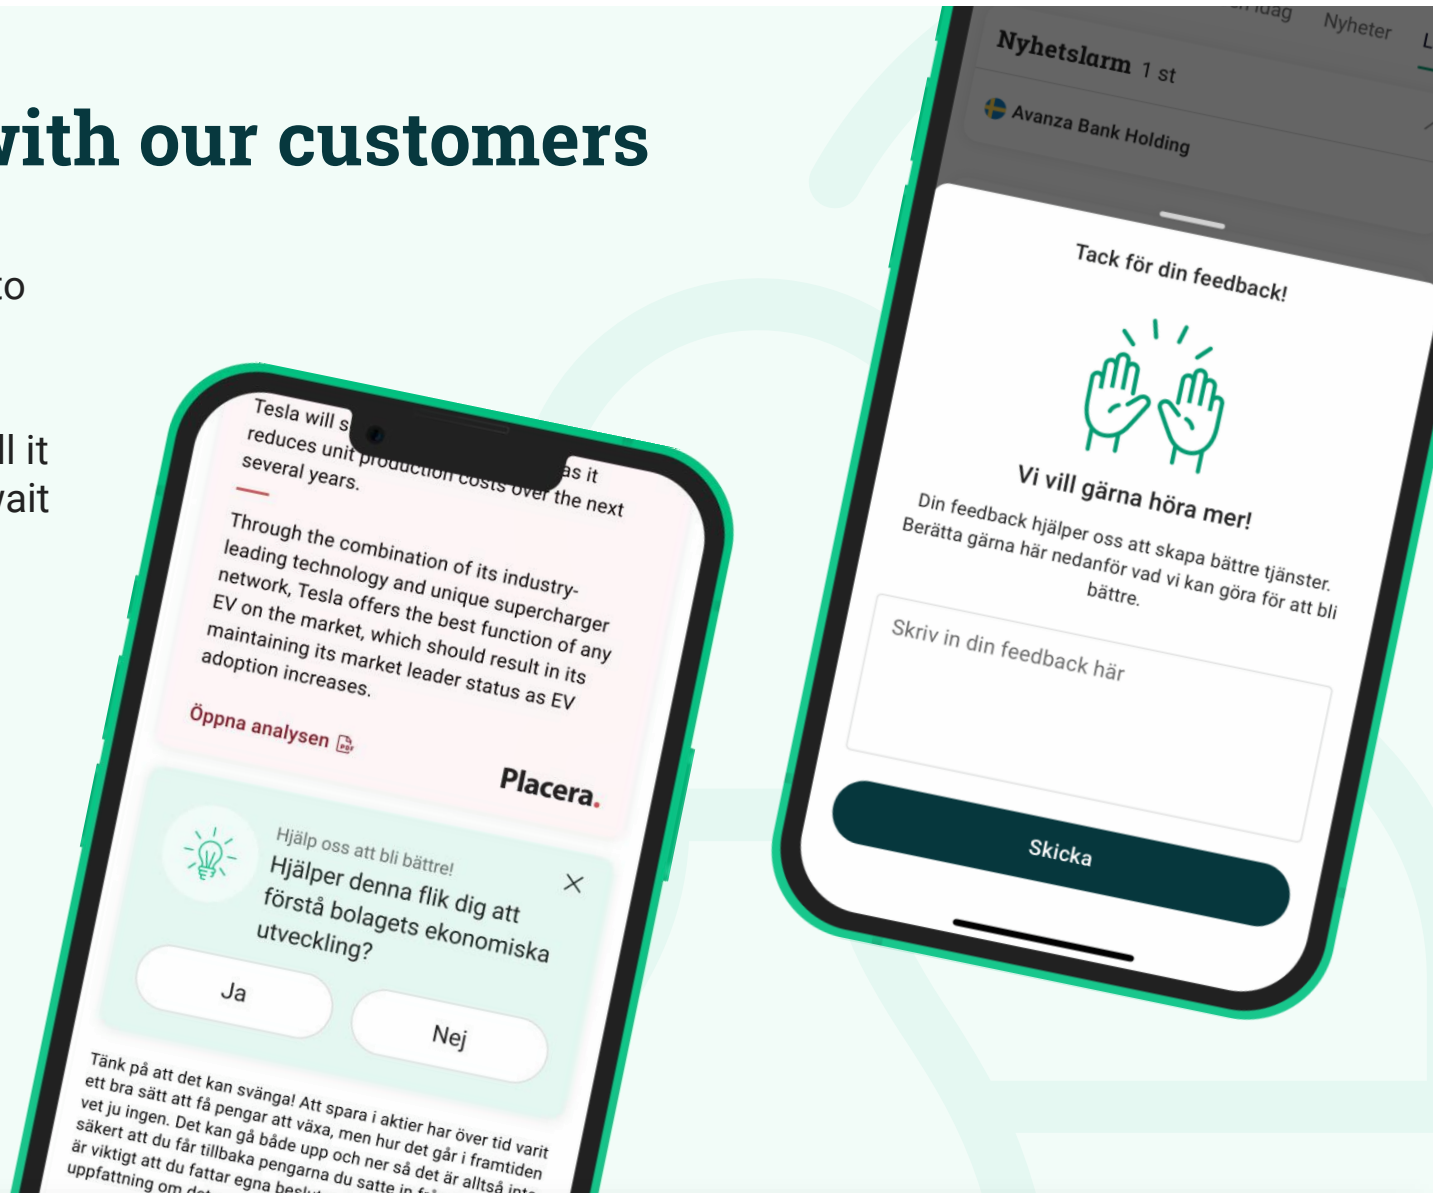 with our customers
to
ll it
vait
Tesla will s
as it
reduces unit production costs over the next
several years.
Through the combination of its industry-
leading technology and unique supercharger
network, Tesla offers the best function of any
EV on the market, which should result in its
maintaining its market leader status as EV
adoption increases.
Öppna analysen
PDF
Placera.
Hjälp oss att bli bättre!
Hjälper denna flik dig att
förstå bolagets ekonomiska
utveckling?
Ja
Nej
Tänk på att det kan svänga! Att spara i aktier har över tid varit
ett bra sätt att få pengar att växa, men hur det går i framtiden
vet ju ingen. Det kan gå både upp och ner så det är alltså inte
säkert att du får tillbaka pengarna du satte in
är viktigt att du fattar egna
uppfattning om
idag
Nyheter
L
Nyhetslarm 1 st
Avanza Bank Holding
Tack för din feedback!
Vi vill gärna höra mer!
Din feedback hjälper oss att skapa bättre tjänster.
Berätta gärna här nedanför vad vi kan göra för att bli
bättre.
Skriv in din feedback här
Skicka